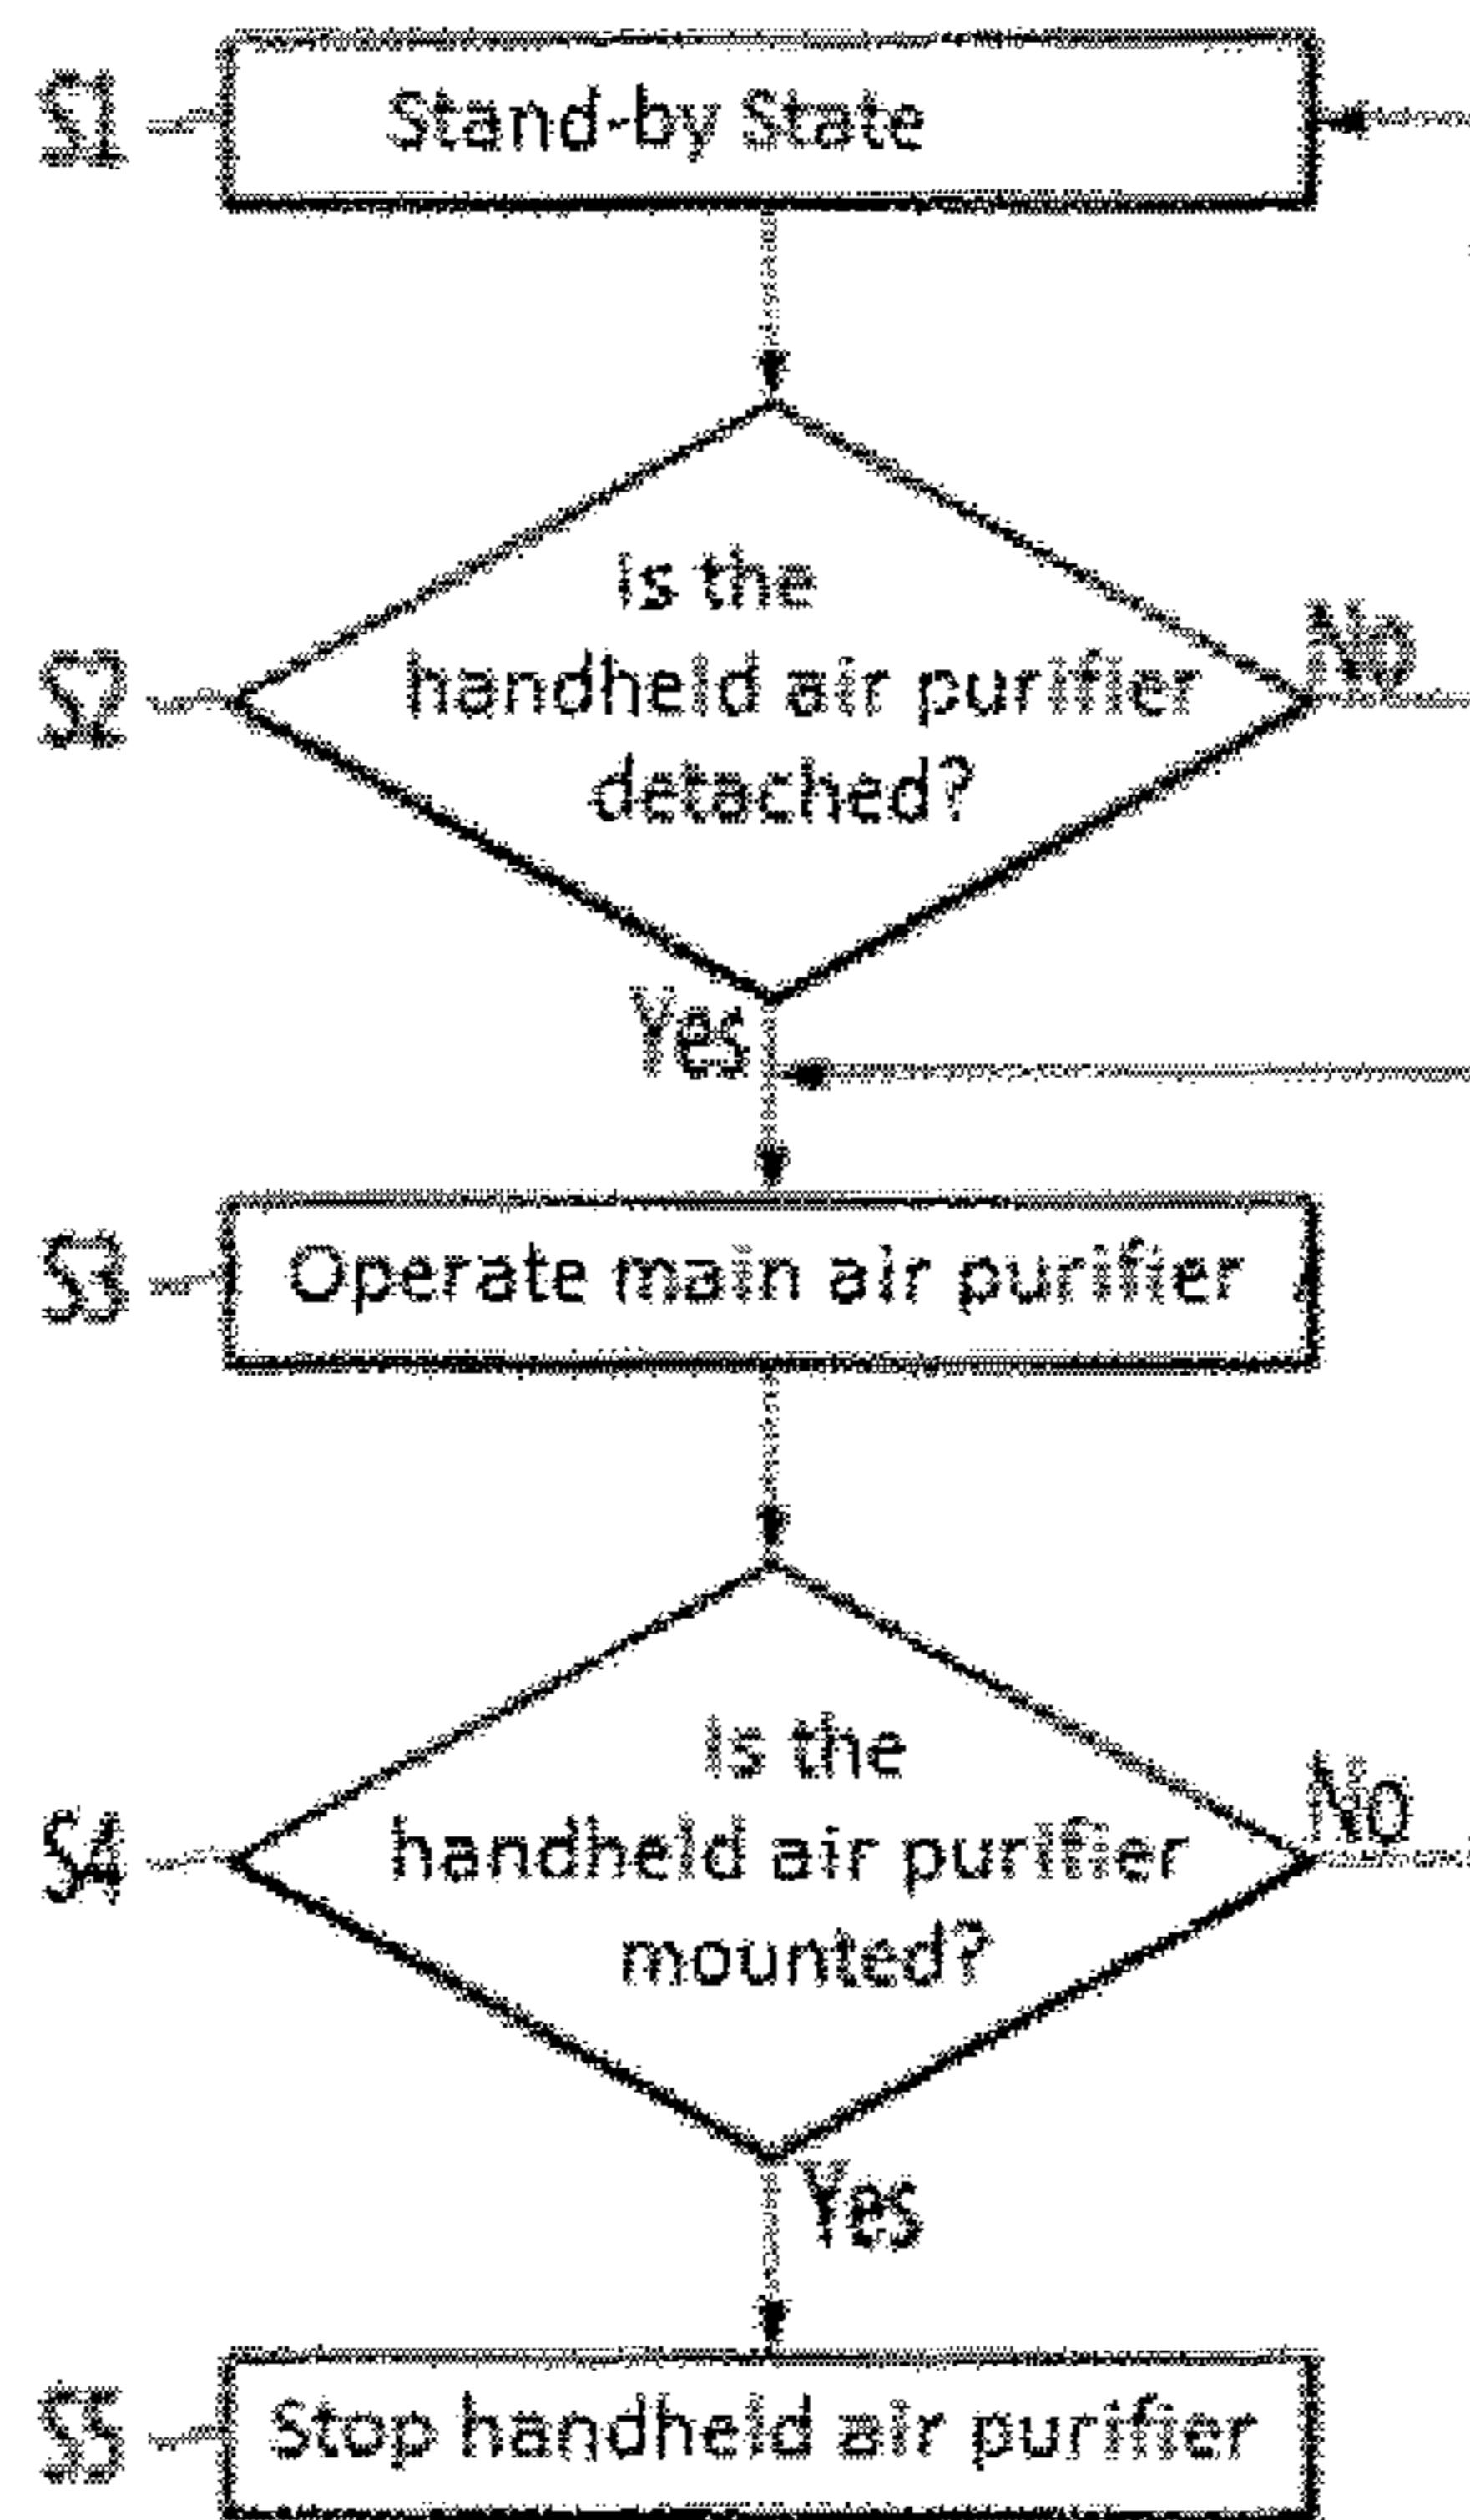 S1
Stand-by State
Is the
handheld air purifier
detached?
S2
No
Yes
S3
Operate main air purifier
Is the
handheld air purifier
mounted?
S4
No
Yes
S5
Stop handheld air purifier